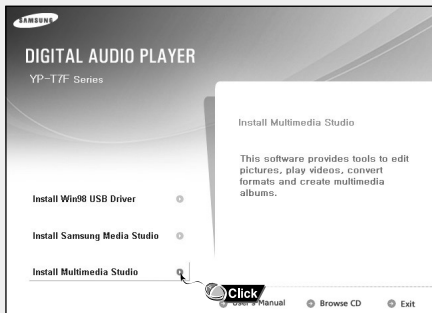 SAMSUNG
DIGITAL AUDIO PLAYER
YP-T7F Series
Install Multimedia Studio
This software provides tools to edit
pictures, play videos, convert
formats and create multimedia
albums.
Install Win98 USB Driver
Install Samsung Media Studio
Install Multimedia Studio
Click
User's Manual
Browse CD
Exit